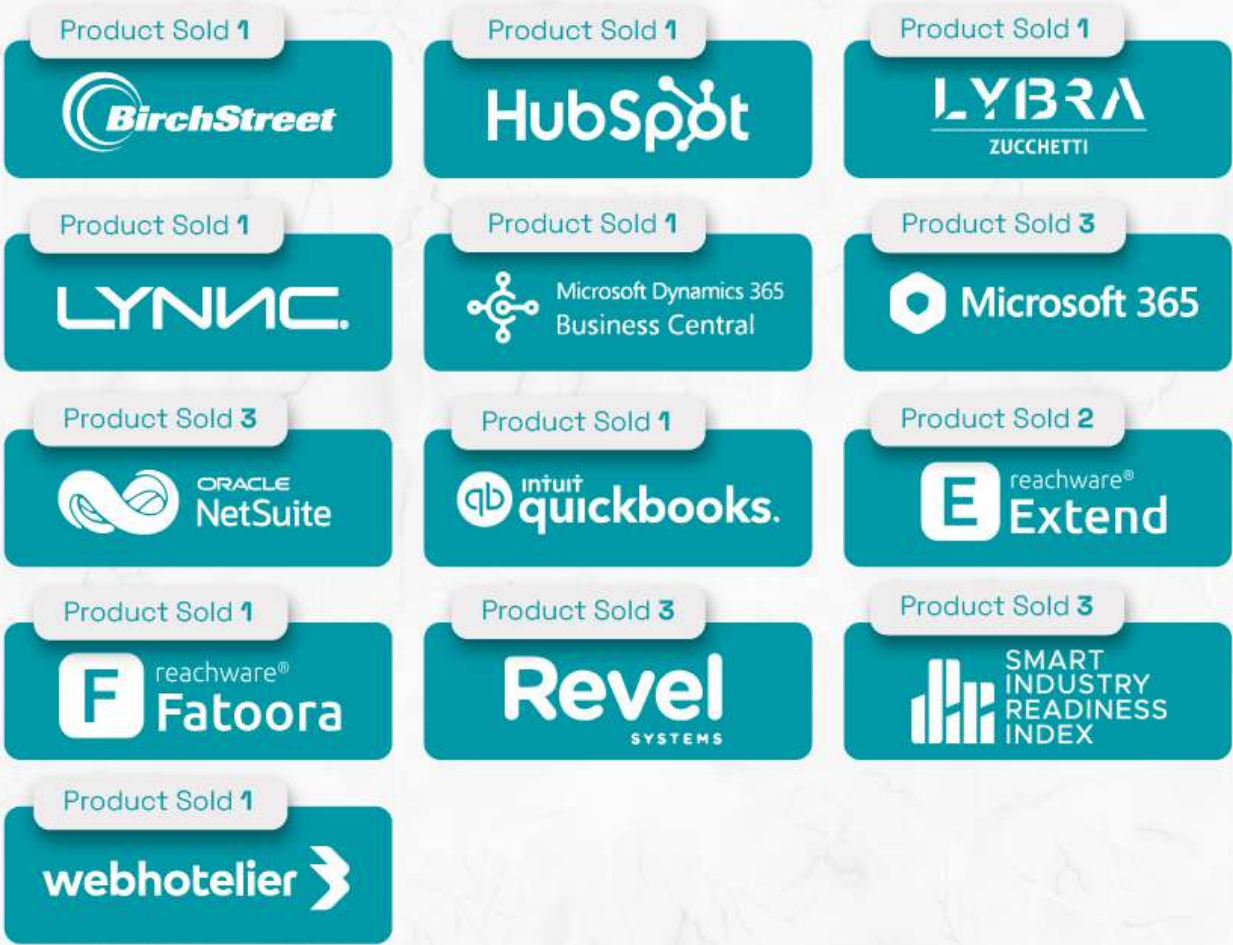 Product Sold 1
BirchStreet
Product Sold 1
HubSpot
Product Sold 1
LYBRA
ZUCCHETTI
Product Sold 1
LYNNC.
Product Sold 1
Microsoft Dynamics 365
Business Central
Product Sold 3
Microsoft 365
Product Sold 3
ORACLE
NetSuite
Product Sold 1
qb
intuit
quickbooks.
Product Sold 2
E
reachware®
Extend
Product Sold 1
F
reachware®
Fatoora
Product Sold 3
Revel
SYSTEMS
Product Sold 3
SMART
INDUSTRY
READINESS
INDEX
Product Sold 1
webhotelier